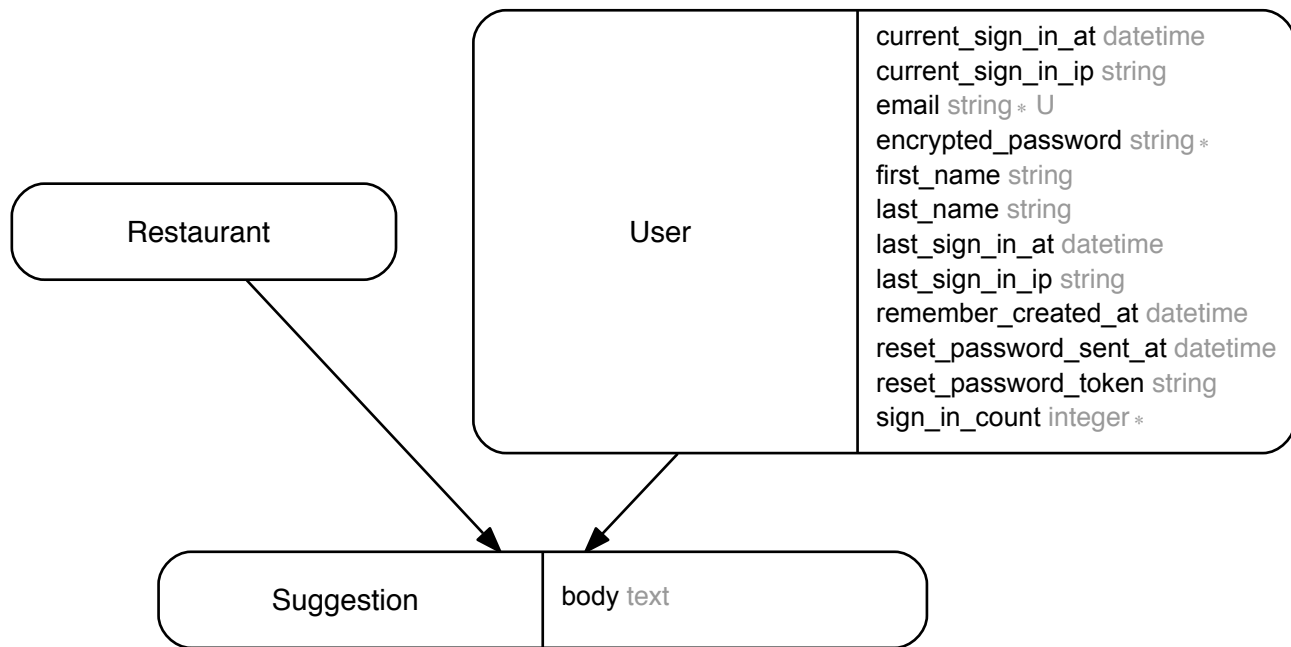 Restaurant
User
current_sign_in_at datetime
current_sign_in_ip string
email string* U
encrypted_password string*
first_name string
last_name string
last_sign_in_at datetime
last_sign_in_ip string
remember_created_at datetime
reset_password_sent_at datetime
reset_password_token string
sign_in_count integer*
Suggestion
body text